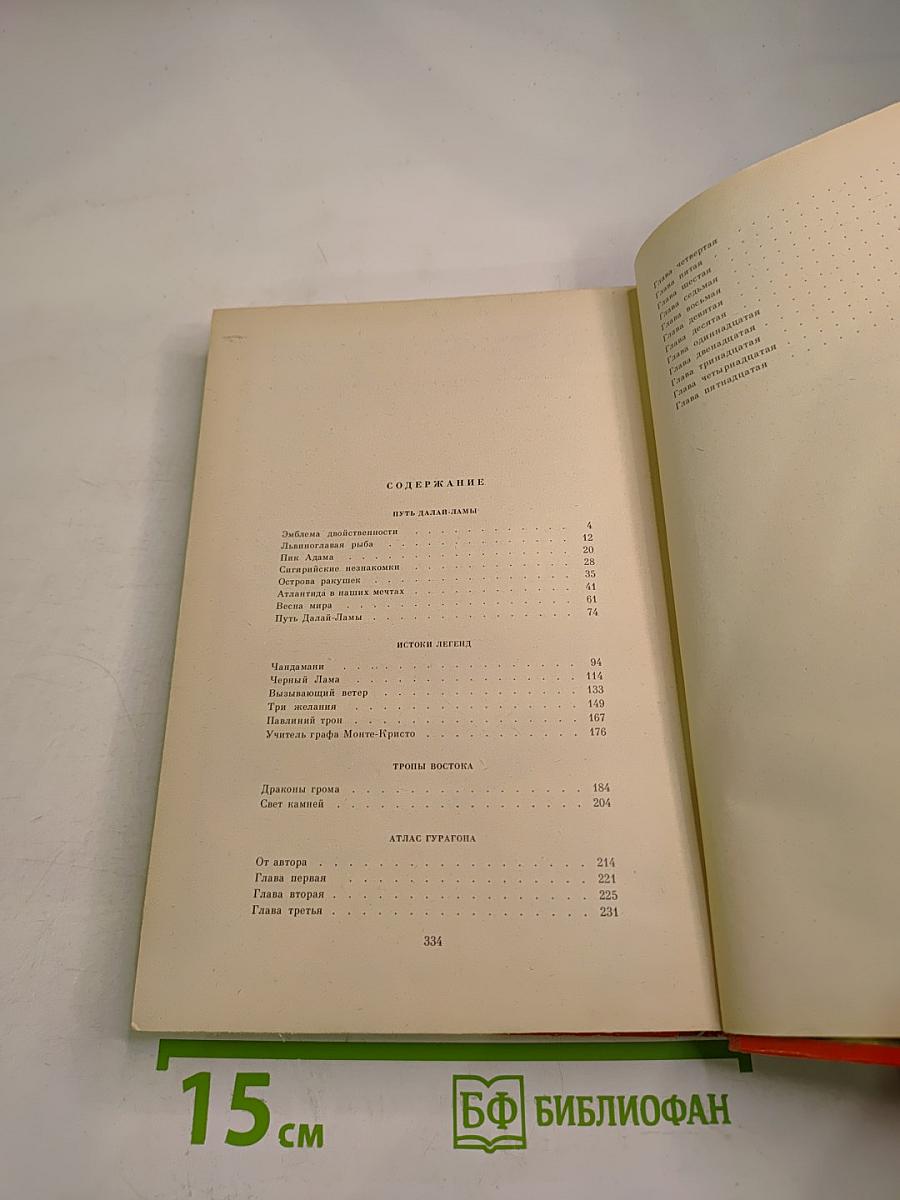 СОДЕРЖАНИЕ
ПУТЬ ДАЛАЙ-ЛАМЫ
Эмблема двойственности . . . . . . . . . . . 4
Львиноглавая рыба . . . . . . . . . . . . 12
Пик Адама . . . . . . . . . . . . . . . 20
Сигирийские незнакомки . . . . . . . . . . . 28
Острова ракушек . . . . . . . . . . . . . 35
Атлантида в наших мечтах . . . . . . . . . . . 41
Весна мира . . . . . . . . . . . . . . . 61
Путь Далай-Ламы . . . . . . . . . . . . . 74
ИСТОКИ ЛЕГЕНД
Чандамани . . . . . . . . . . . . . . . 94
Черный Лама . . . . . . . . . . . . . . 114
Вызывающий ветер . . . . . . . . . . . . . 133
Три желания . . . . . . . . . . . . . . 149
Павлиний трон . . . . . . . . . . . . . . 167
Учитель графа Монте-Кристо . . . . . . . . . . . 176
ТРОПЫ ВОСТОКА
Драконы грома . . . . . . . . . . . . . . 184
Свет камней . . . . . . . . . . . . . . . 204
АТЛАС ГУРАГОНА
От автора . . . . . . . . . . . . . . . . 214
Глава первая . . . . . . . . . . . . . . . 221
Глава вторая . . . . . . . . . . . . . . . 225
Глава третья . . . . . . . . . . . . . . . 231
334
Глава четвертая
Глава пятая
Глава шестая
Глава седьмая
Глава восьмая
Глава девятая
Глава десятая
Глава одиннадцатая
Глава двенадцатая
Глава тринадцатая
Глава четырнадцатая
Глава пятнадцатая
15 см
БФ БИБЛИОФАН